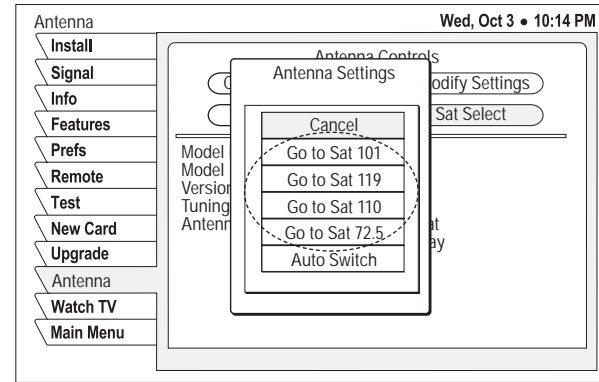 Antenna
Wed, Oct 3 • 10:14 PM
Install
Signal
Info
Features
Prefs
Remote
Test
New Card
Upgrade
Antenna
Watch TV
Main Menu
Antenna Controls
odify Settings
Sat Select
Model
Model
Version
Tuning
Antenn
at
ay
Antenna Settings
Cancel
Go to Sat 101
Go to Sat 119
Go to Sat 110
Go to Sat 72.5
Auto Switch